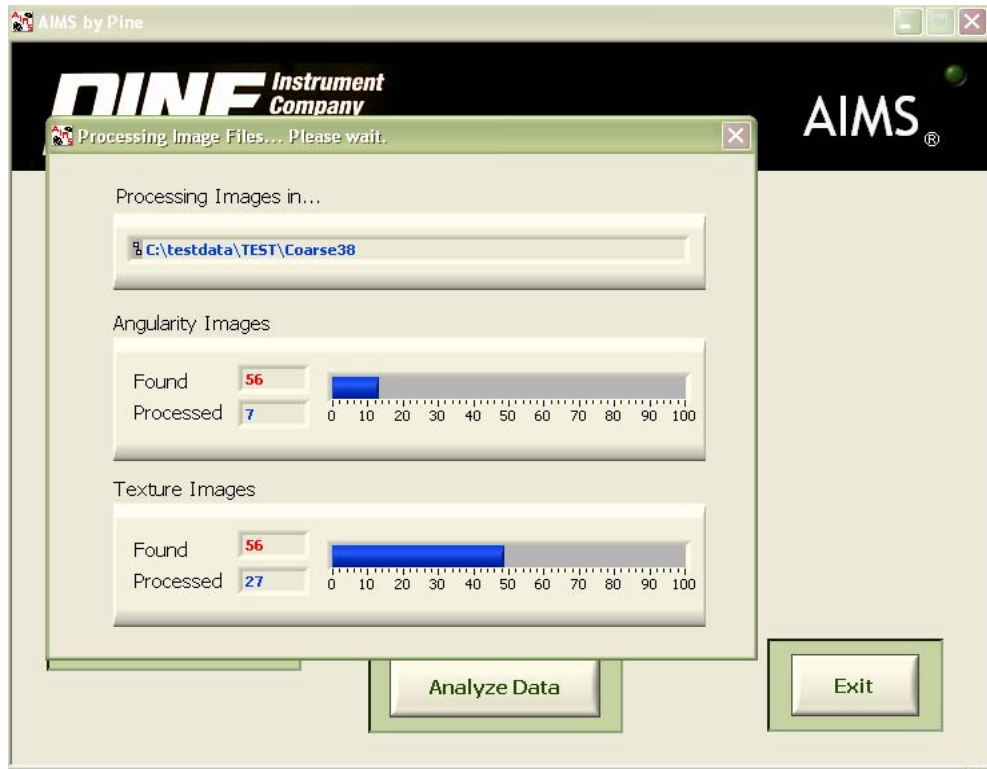 AIMS by Pine
PINE Instrument
Company
AIMS®
Processing Image Files... Please wait.
Processing Images in...
C:\testdata\TEST\Coarse38
Angularity Images
Found 56
Processed 7
0 10 20 30 40 50 60 70 80 90 100
Texture Images
Found 56
Processed 27
0 10 20 30 40 50 60 70 80 90 100
Analyze Data
Exit